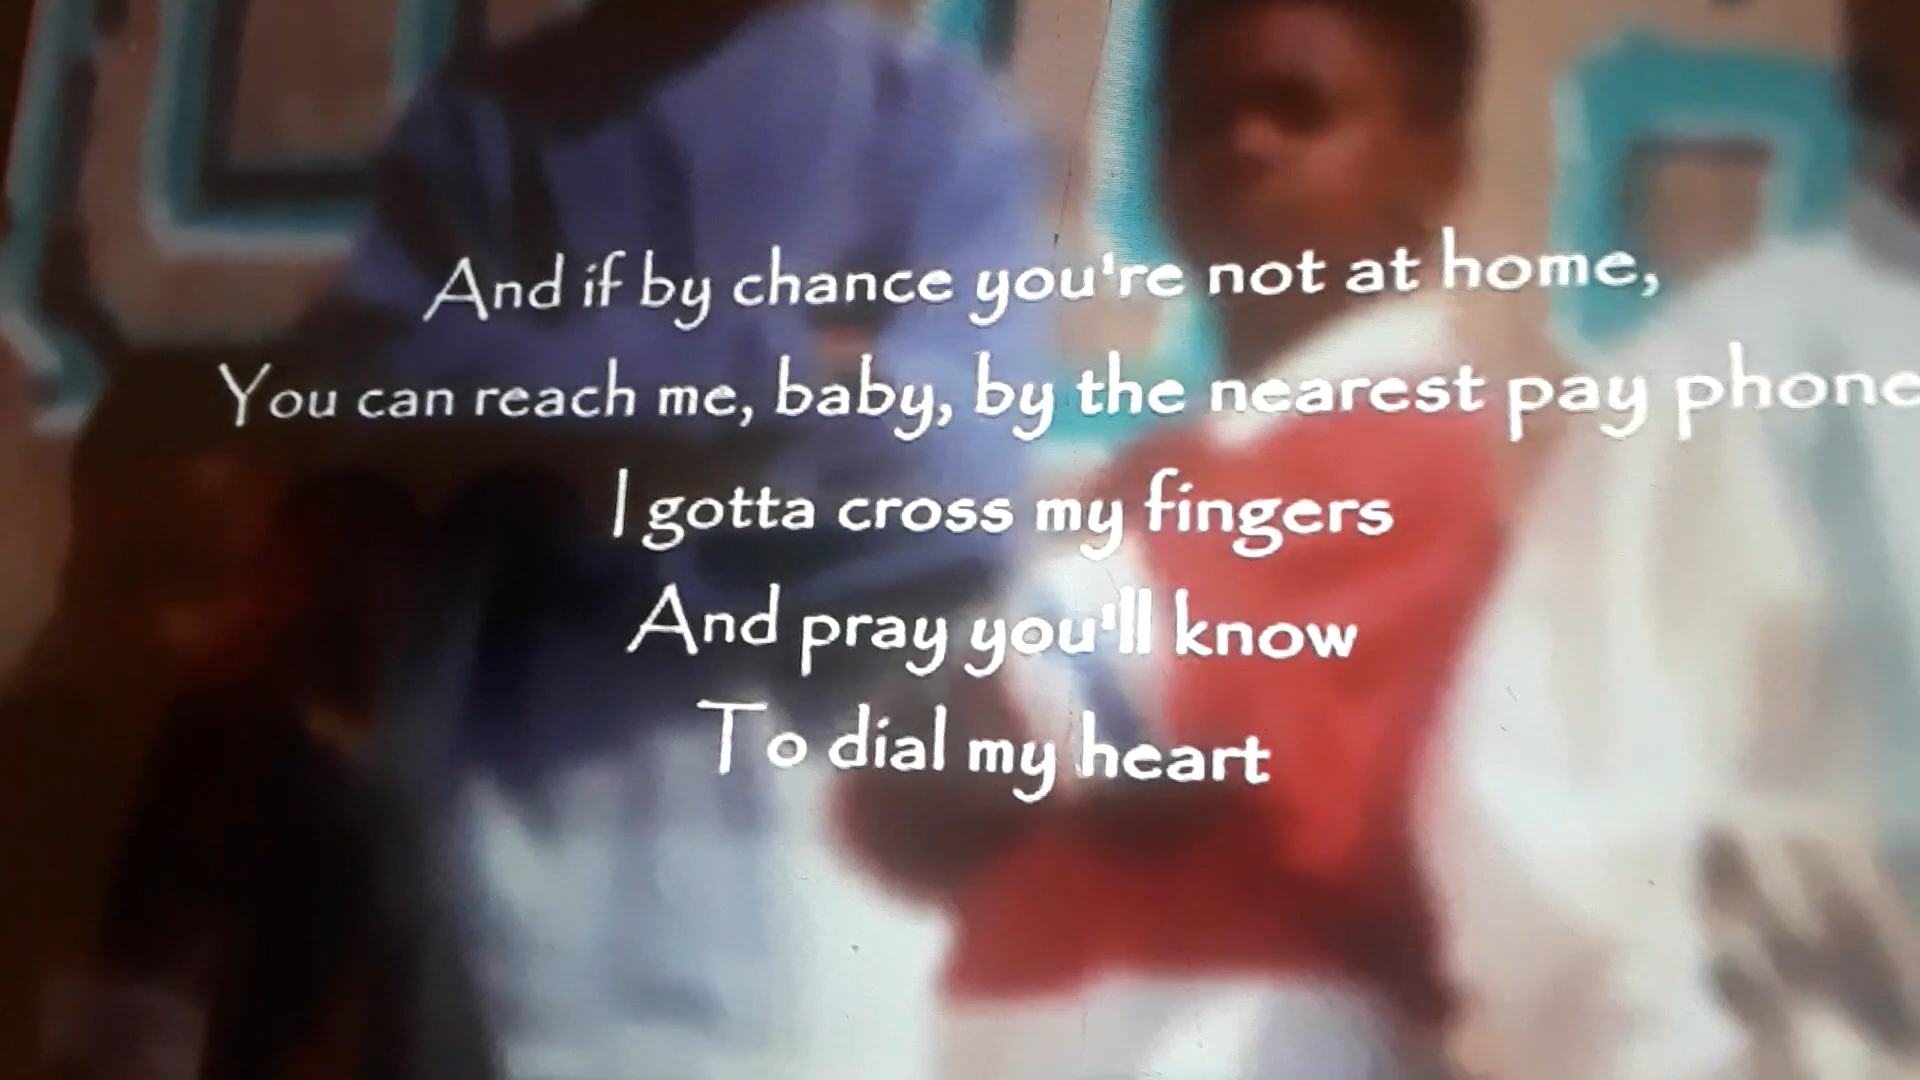 And if by chance you're not at home,
You can reach me, baby, by the nearest pay phone
I gotta cross my fingers
And pray you'll know
To dial my heart